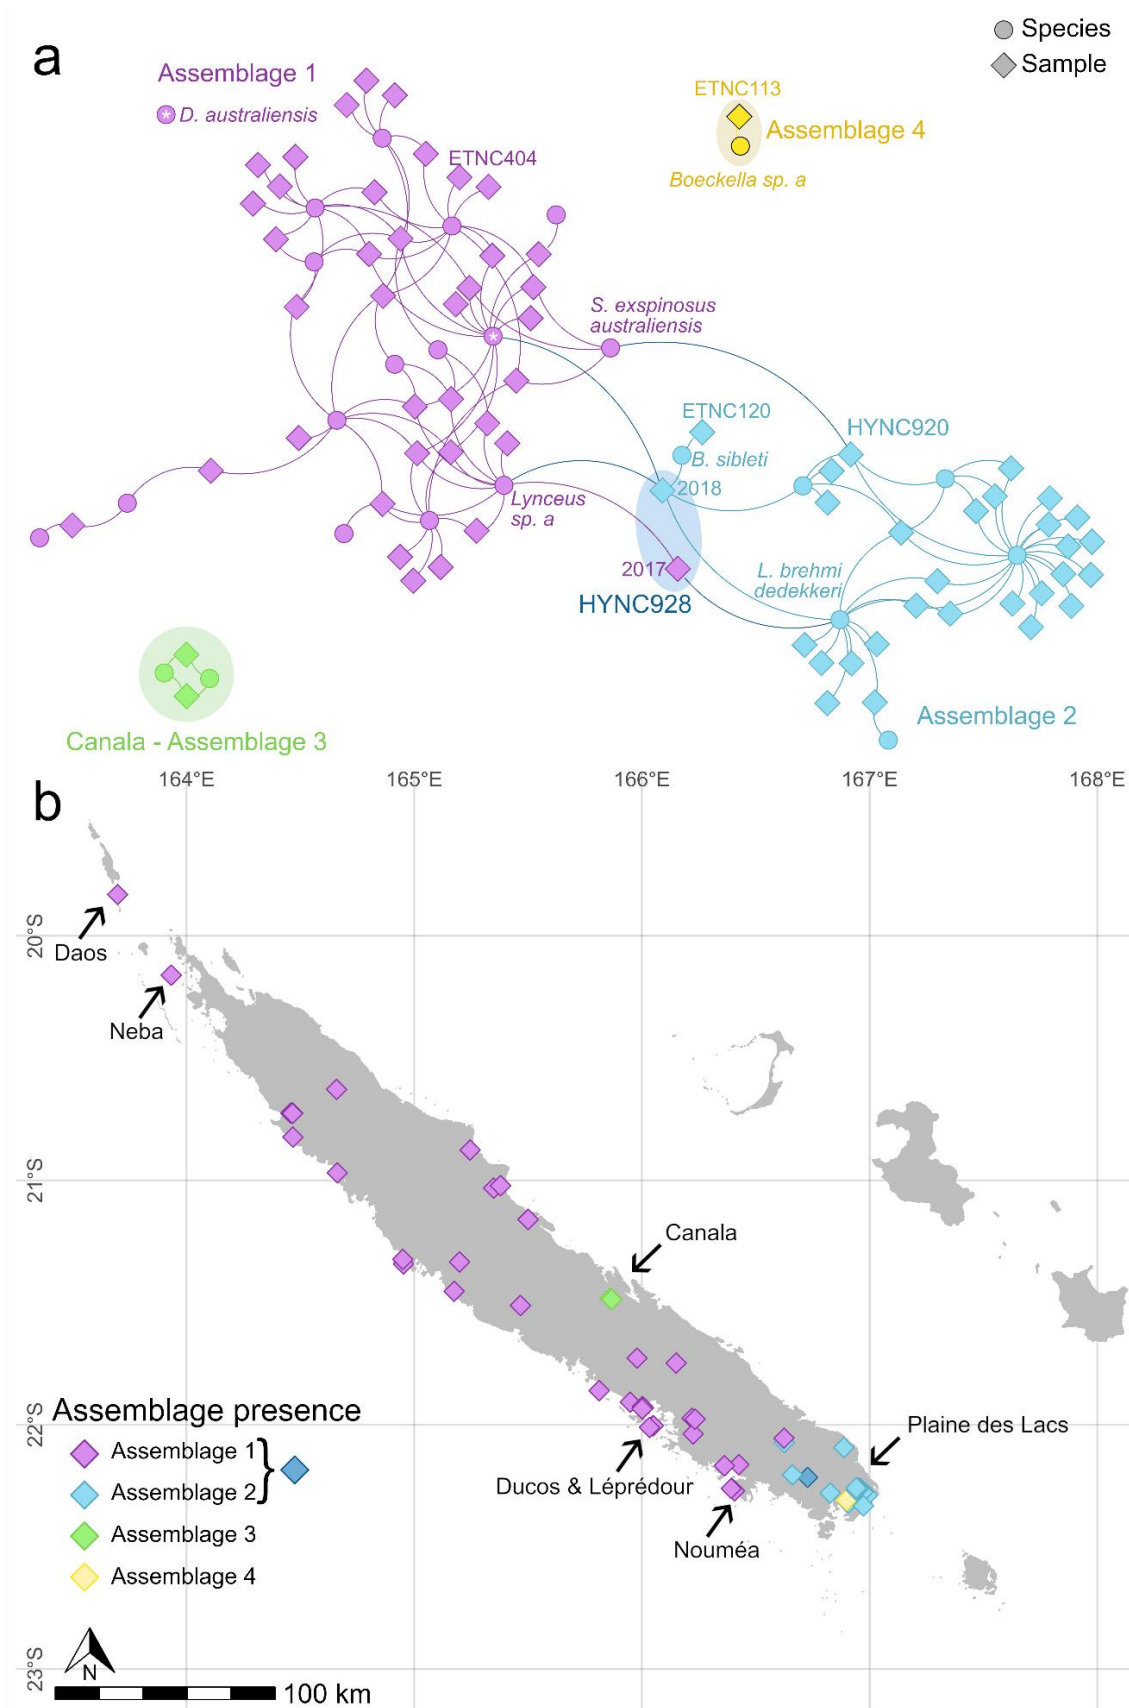 a
Species
Sample
Assemblage 1
* D. australiensis
ETNC404
ETNC113
Assemblage 4
Boeckella sp. a
S. exspinosus
australiensis
*
ETNC120
B. sibleti
HYNC920
2018
Lynceus
sp. a
2017
HYNC928
L. brehmi
dedekkeri
Assemblage 2
Canala - Assemblage 3
164°E
165°E
166°E
167°E
168°E
b
20°S
21°S
22°S
23°S
Daos
Neba
Canala
Plaine des Lacs
Ducos & Léprédour
Nouméa
Assemblage presence
Assemblage 1
}
Assemblage 2
Assemblage 3
Assemblage 4
N
100 km